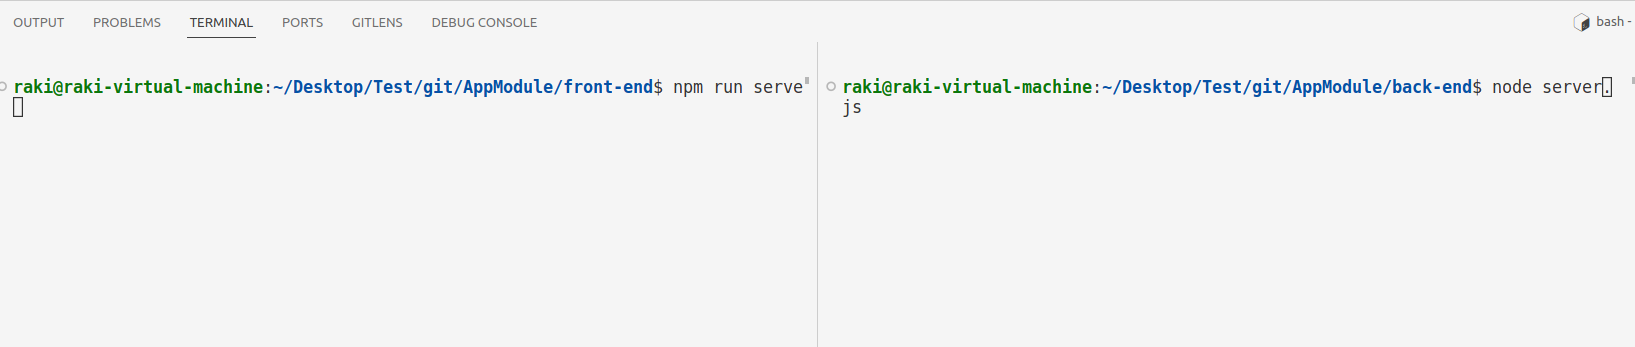 OUTPUT PROBLEMS TERMINAL PORTS GITLENS DEBUG CONSOLE bash -
raki@raki-virtual-machine:~/Desktop/Test/git/AppModule/front-end$ npm run serve
raki@raki-virtual-machine:~/Desktop/Test/git/AppModule/back-end$ node server.
js